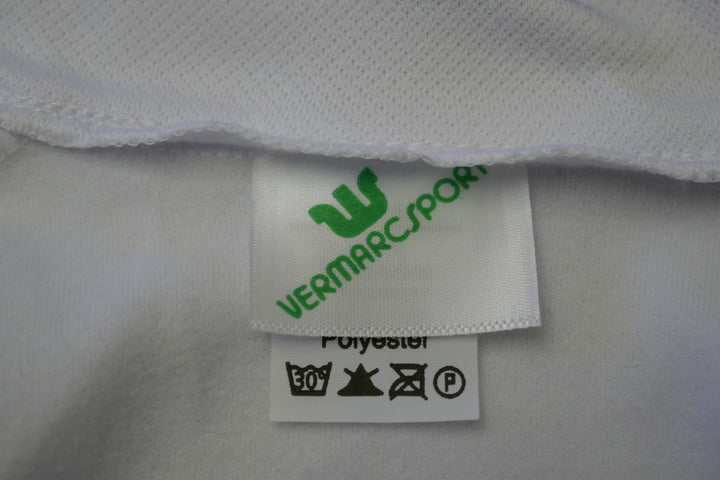 VERMARCSPORT
Polyester
30°
P